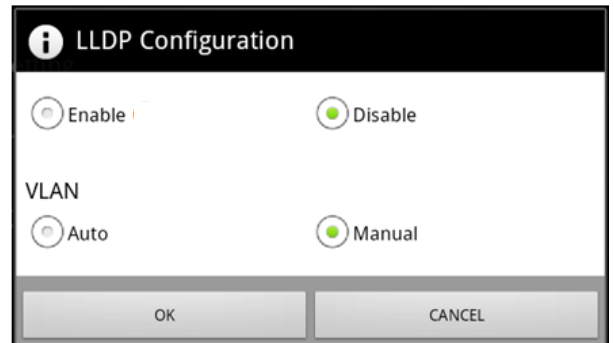 LLDP Configuration
Enable Disable
VLAN
Auto Manual
OK CANCEL